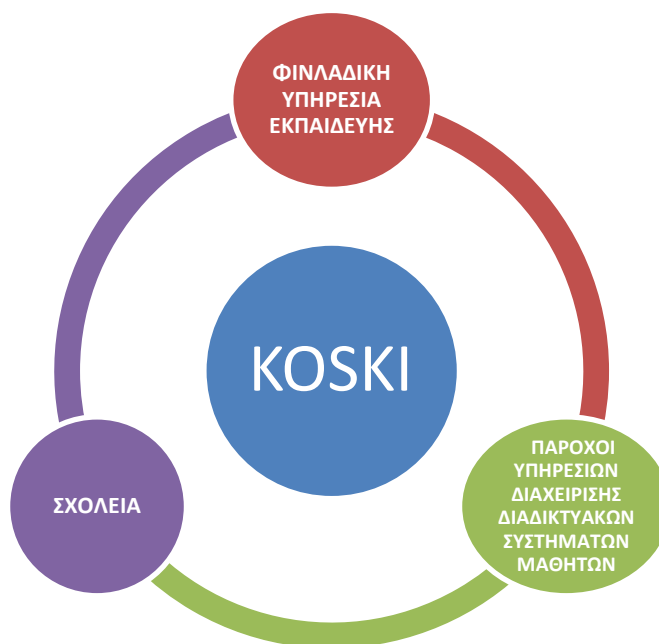 ΦΙΝΛΑΔΙΚΗ
ΥΠΗΡΕΣΙΑ
ΕΚΠΑΙΔΕΥΗΣ
KOSKI
ΣΧΟΛΕΙΑ
ΠΑΡΟΧΟΙ
ΥΠΗΡΕΣΙΩΝ
ΔΙΑΧΕΙΡΙΣΗΣ
ΔΙΑΔΙΚΤΥΑΚΩΝ
ΣΥΣΤΗΜΑΤΩΝ
ΜΑΘΗΤΩΝ